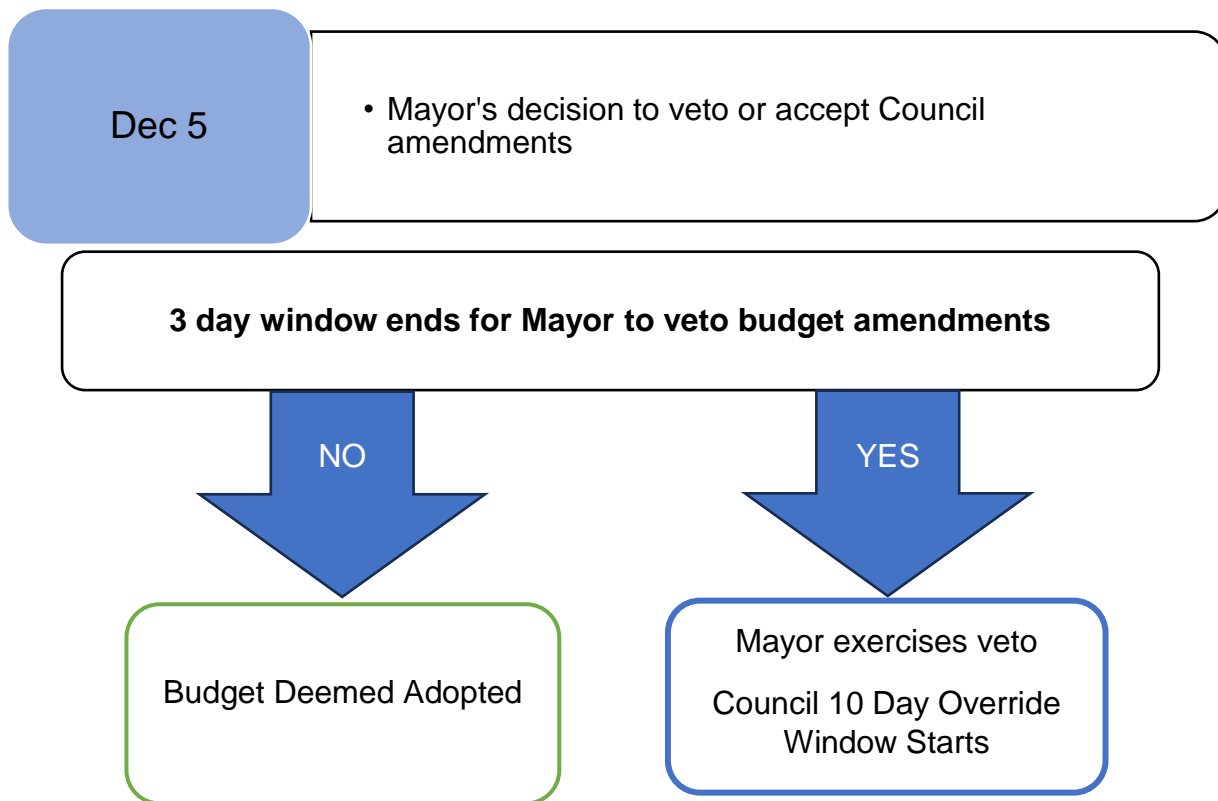 Dec 5
• Mayor's decision to veto or accept Council
amendments
3 day window ends for Mayor to veto budget amendments
NO
YES
Budget Deemed Adopted
Mayor exercises veto
Council 10 Day Override
Window Starts